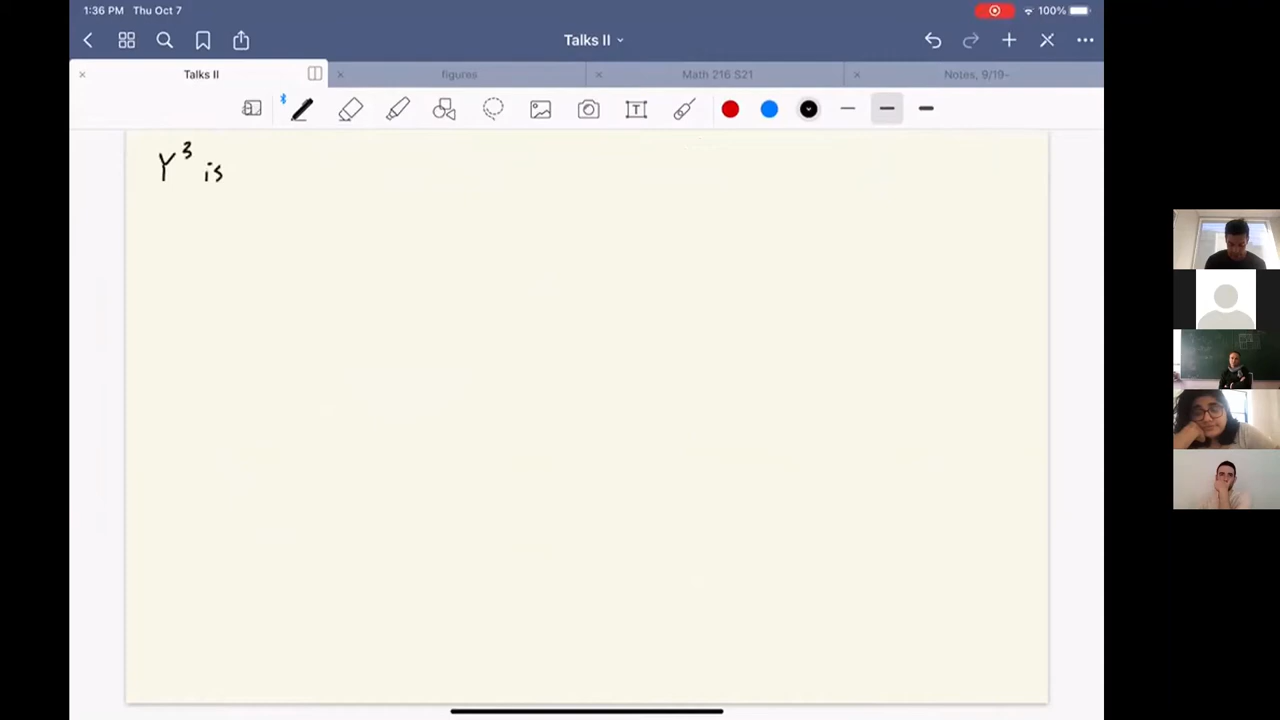 1:36 PM Thu Oct 7
100%
Talks II
Talks II
figures
Math 216 S21
Notes, 9/19-
T
Y³ is